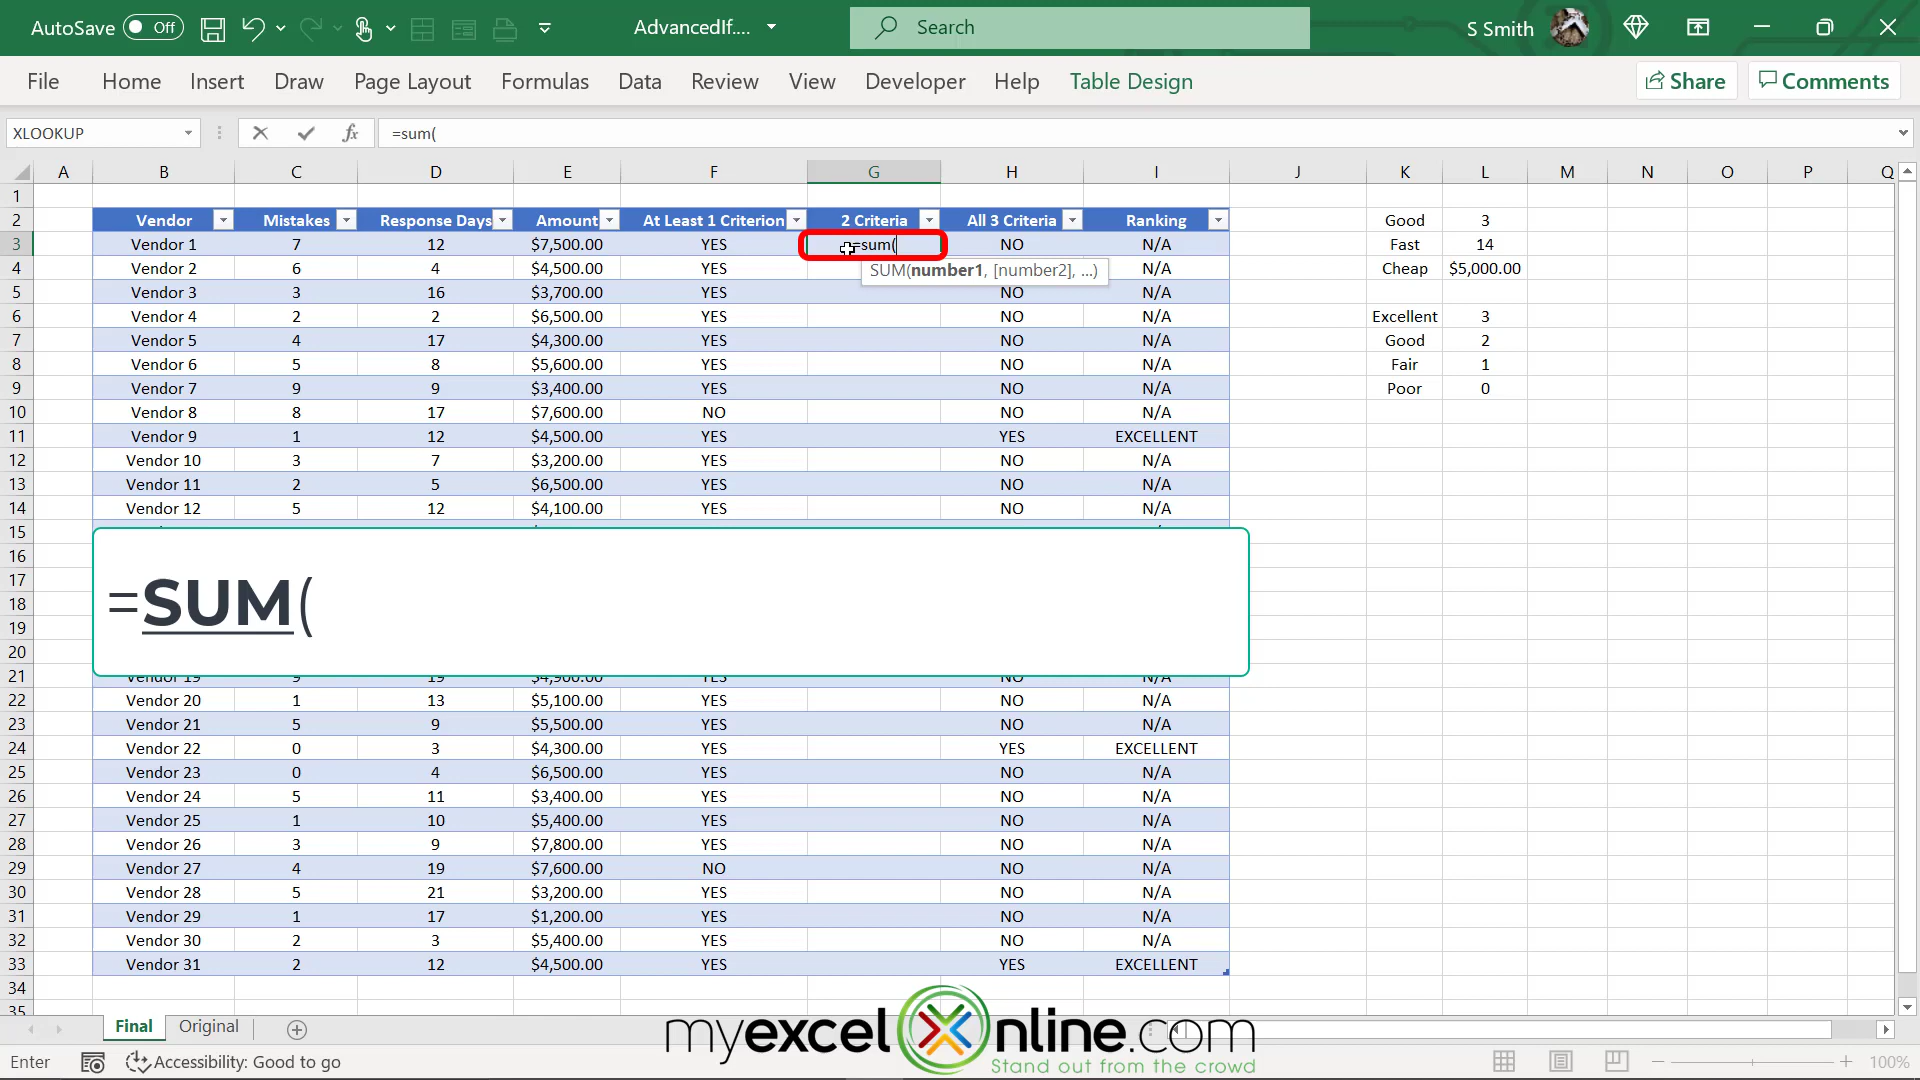 AutoSave Off AdvancedIf.... Search S Smith
File Home Insert Draw Page Layout Formulas Data Review View Developer Help Table Design Share Comments
XLOOKUP fx =sum(
A B C D E F G H I J K L M N O P Q
1
2 Vendor Mistakes Response Days Amount At Least 1 Criterion 2 Criteria All 3 Criteria Ranking Good 3
3 Vendor 1 7 12 $7,500.00 YES =sum( NO N/A Fast 14
4 Vendor 2 6 4 $4,500.00 YES SUM(number1, [number2], ...) N/A Cheap $5,000.00
5 Vendor 3 3 16 $3,700.00 YES NO N/A
6 Vendor 4 2 2 $6,500.00 YES NO N/A Excellent 3
7 Vendor 5 4 17 $4,300.00 YES NO N/A Good 2
8 Vendor 6 5 8 $5,600.00 YES NO N/A Fair 1
9 Vendor 7 9 9 $3,400.00 YES NO N/A Poor 0
10 Vendor 8 8 17 $7,600.00 NO NO N/A
11 Vendor 9 1 12 $4,500.00 YES YES EXCELLENT
12 Vendor 10 3 7 $3,200.00 YES NO N/A
13 Vendor 11 2 5 $6,500.00 YES NO N/A
14 Vendor 12 5 12 $4,100.00 YES NO N/A
15
16
17
18 =SUM(
19
20
21 Vendor 19 9 19 $4,900.00 YES NO N/A
22 Vendor 20 1 13 $5,100.00 YES NO N/A
23 Vendor 21 5 9 $5,500.00 YES NO N/A
24 Vendor 22 0 3 $4,300.00 YES YES EXCELLENT
25 Vendor 23 0 4 $6,500.00 YES NO N/A
26 Vendor 24 5 11 $3,400.00 YES NO N/A
27 Vendor 25 1 10 $5,400.00 YES NO N/A
28 Vendor 26 3 9 $7,800.00 YES NO N/A
29 Vendor 27 4 19 $7,600.00 NO NO N/A
30 Vendor 28 5 21 $3,200.00 YES NO N/A
31 Vendor 29 1 17 $1,200.00 YES NO N/A
32 Vendor 30 2 3 $5,400.00 YES NO N/A
33 Vendor 31 2 12 $4,500.00 YES YES EXCELLENT
34
35
Final Original
myexcelonline.com
Stand out from the crowd
Enter Accessibility: Good to go 100%